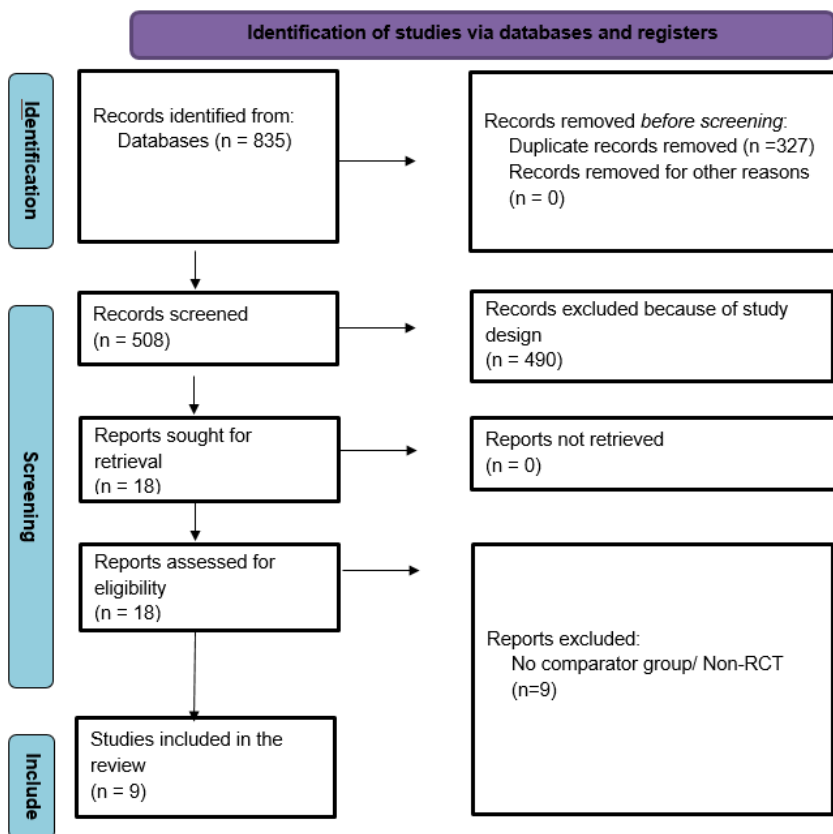 Identification of studies via databases and registers
Identification
Records identified from:
Databases (n = 835)
Records removed before screening:
Duplicate records removed (n =327)
Records removed for other reasons
(n = 0)
Screening
Records screened
(n = 508)
Records excluded because of study
design
(n = 490)
Reports sought for
retrieval
(n = 18)
Reports not retrieved
(n = 0)
Reports assessed for
eligibility
(n = 18)
Reports excluded:
No comparator group/ Non-RCT
(n=9)
Include
Studies included in the
review
(n = 9)